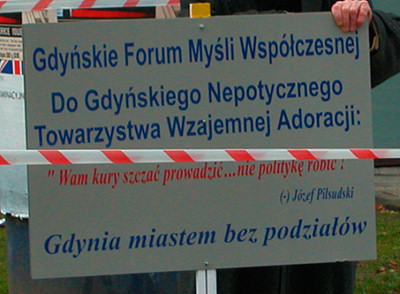 Gdyńskie Forum Myśli Współczesnej
Do Gdyńskiego Nepotycznego
Towarzystwa Wzajemnej Adoracji:
" Wam kury szczać prowadzić...nie politykę robić !
(-) Józef Piłsudski
Gdynia miastem bez podziałów